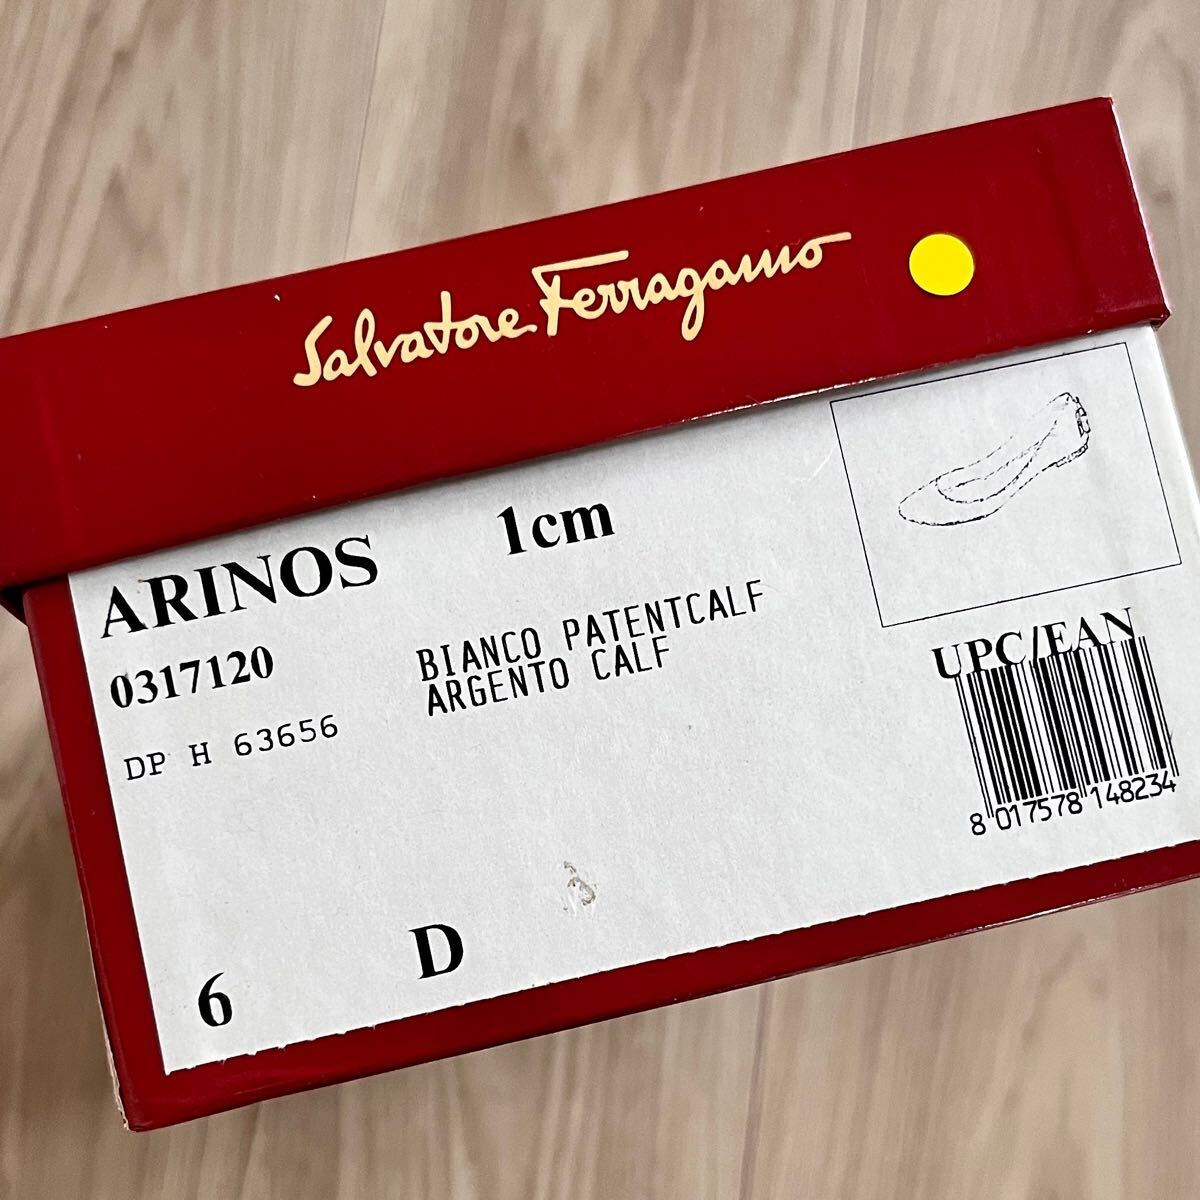 Salvatore Ferragamo
ARINOS 1cm
0317120
BIANCO PATENTCALF
ARGENTO CALF
DP H 63656
UPC/EAN
8 017578 148234
6 D